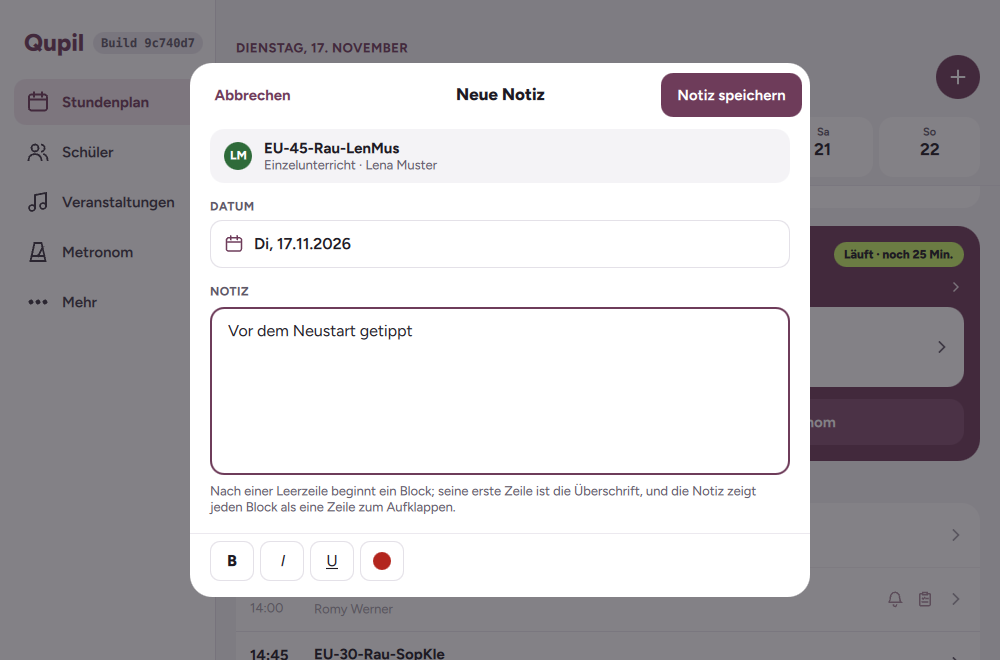 Qupil Build 9c740d7
Stundenplan
Schüler
Veranstaltungen
Metronom
Mehr
DIENSTAG, 17. NOVEMBER
Sa
21
So
22
Läuft · noch 25 Min.
Abbrechen
Neue Notiz
Notiz speichern
LM
EU-45-Rau-LenMus
Einzelunterricht · Lena Muster
DATUM
Di, 17.11.2026
NOTIZ
Vor dem Neustart getippt
Nach einer Leerzeile beginnt ein Block; seine erste Zeile ist die Überschrift, und die Notiz zeigt
jeden Block als eine Zeile zum Aufklappen.
B I U
14:00 Romy Werner
14:45 EU-30-Rau-SopKle